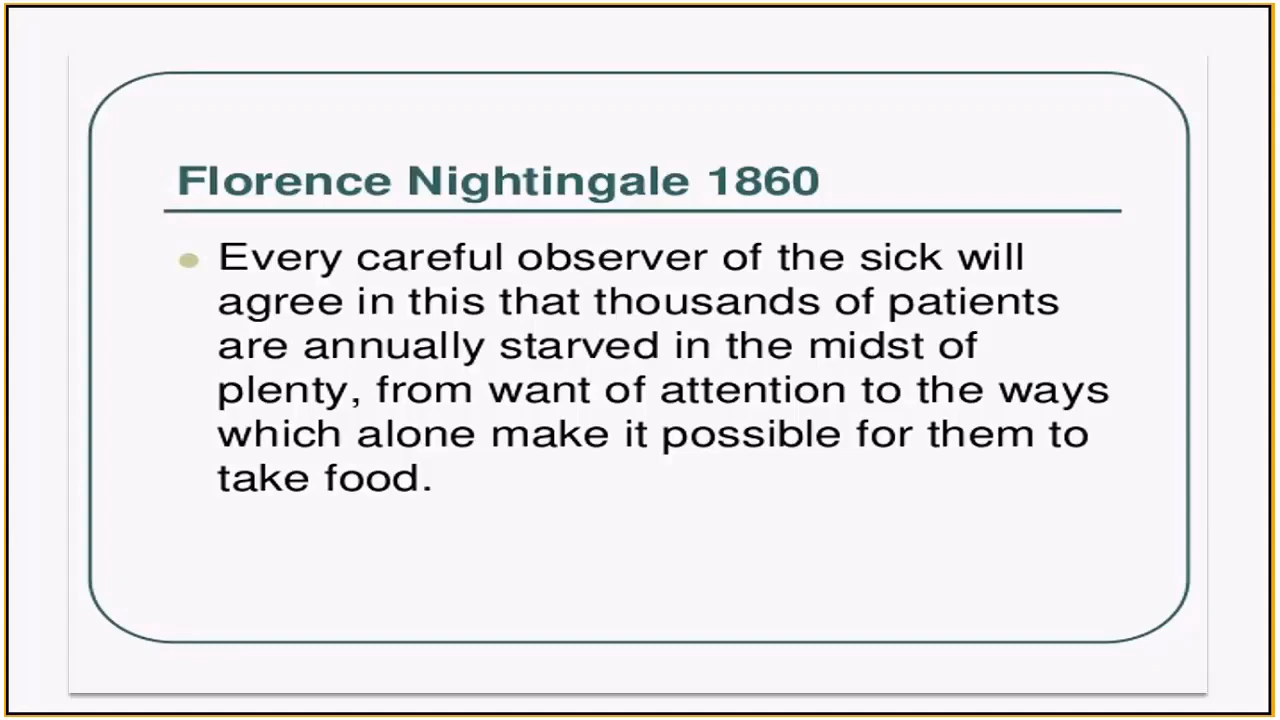 Florence Nightingale 1860
Every careful observer of the sick will
agree in this that thousands of patients
are annually starved in the midst of
plenty, from want of attention to the ways
which alone make it possible for them to
take food.